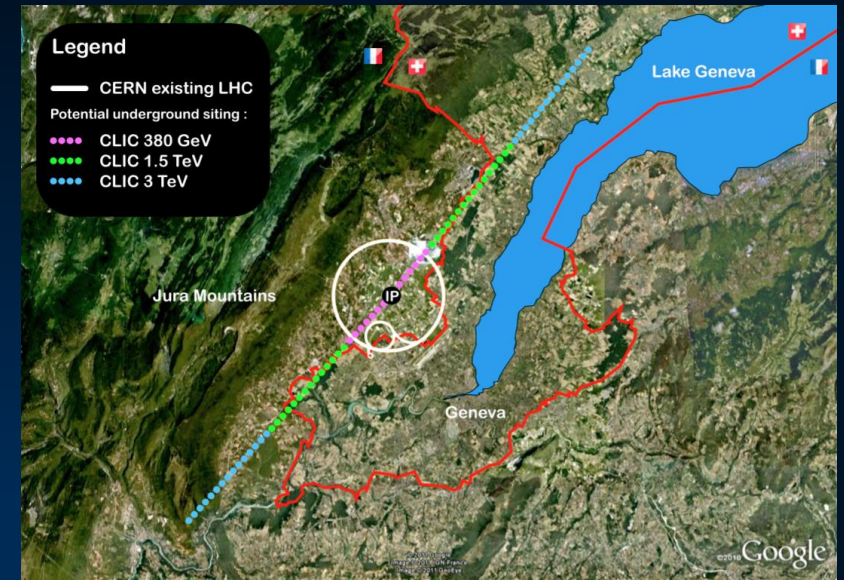 Legend
CERN existing LHC
Potential underground siting :
CLIC 380 GeV
CLIC 1.5 TeV
CLIC 3 TeV
Lake Geneva
Jura Mountains
IP
Geneva
©2010 Google